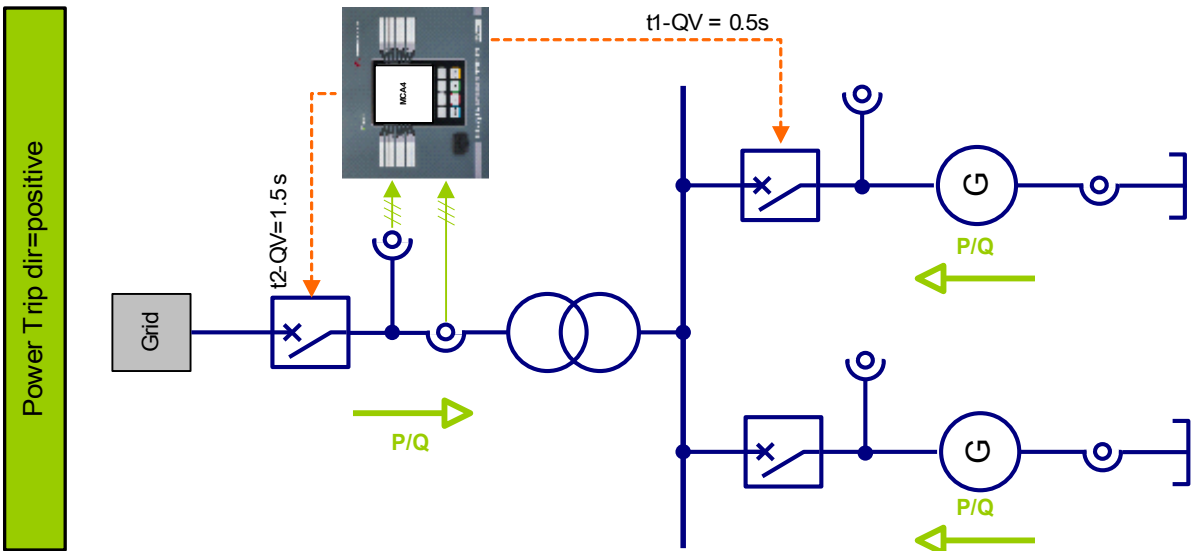 Power Trip dir=positive
t1-QV = 0.5s
MCA4
t2-QV=1.5 s
Grid
G
P/Q
P/Q
G
P/Q